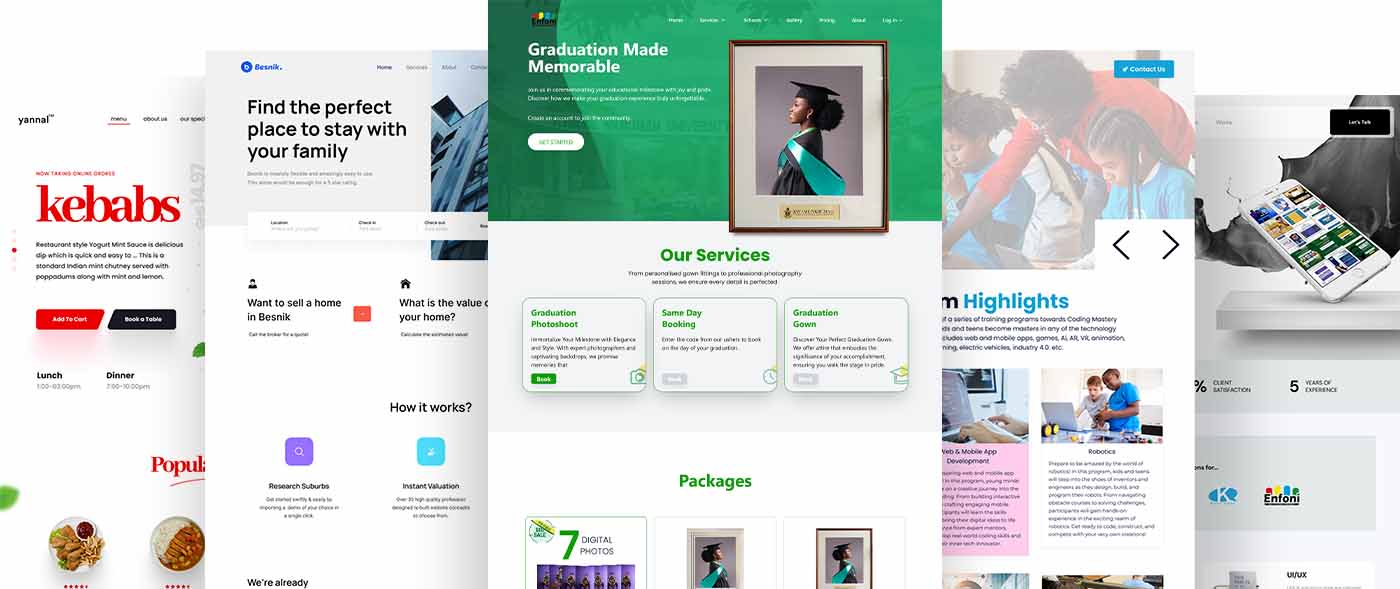 yannal™
menu about us our speci
NOW TAKING ONLINE ORDRES
kebabs
Restaurant style Yogurt Mint Sauce is delicious
dip which is quick and easy to ... This is a
standard Indian mint chutney served with
poppadums along with mint and lemon.
Add To Cart
Book a Table
Lunch
1:00-03:00pm
Dinner
7:00-10:00pm
Popula
Besnik.
Home Services About Contac
Find the perfect
place to stay with
your family
Besnik is insanely flexible and amazingly easy to use.
This alone would be enough for a 5 star rating.
Location
Check in
Check out
Want to sell a home
in Besnik
Call the broker for a quote!
What is the value o
your home?
Calculate the estimated value!
How it works?
Research Suburbs
Get started swiftly & easily by
importing a demo of your choice in
a single click.
Instant Valuation
Over 30 high quality professiion
designed to built website concepts
to choose from.
We're already
Enfoni
Home Services Schools Gallery Pricing About Log in
Graduation Made
Memorable
Join us in commemorating your educational milestone with joy and pride.
Discover how we make your graduation experience truly unforgettable.
Create an account to join the community.
GET STARTED
Our Services
From personalised gown fittings to professional photography
sessions, we ensure every detail is perfected
Graduation
Photoshoot
Immortalize Your Milestone with Elegance
and Style. With expert photographers and
captivating backdrops, we promise
memories that
Book
Same Day
Booking
Enter the code from our ushers to book
on the day of your graduation.
Book
Graduation
Gown
Discover Your Perfect Graduation Gown.
We offer attire that embodies the
significance of your accomplishment,
ensuring you walk the stage in pride.
Book
Packages
SALE
7 DIGITAL
PHOTOS
Contact Us
m Highlights
of a series of training programs towards Coding Mastery
ds and teens become masters in any of the technology
cludes web and mobile apps, games, AI, AR, VR, animation,
ning, electric vehicles, industry 4.0 etc.
Web & Mobile App
Development
Robotics
Prepare to be amazed by the world of
robotics! In this program, kids and teens
will step into the shoes of inventors and
engineers as they design, build, and
program their robots. From navigating
obstacle courses to solving challenges,
participants will gain hands-on
experience in the exciting realm of
robotics. Get ready to code, construct, and
compete with your very own creations!
Works
Let's Talk
% CLIENT
SATISFACTION
5 YEARS OF
EXPERIENCE
ons for...
Enfoni
UI/UX